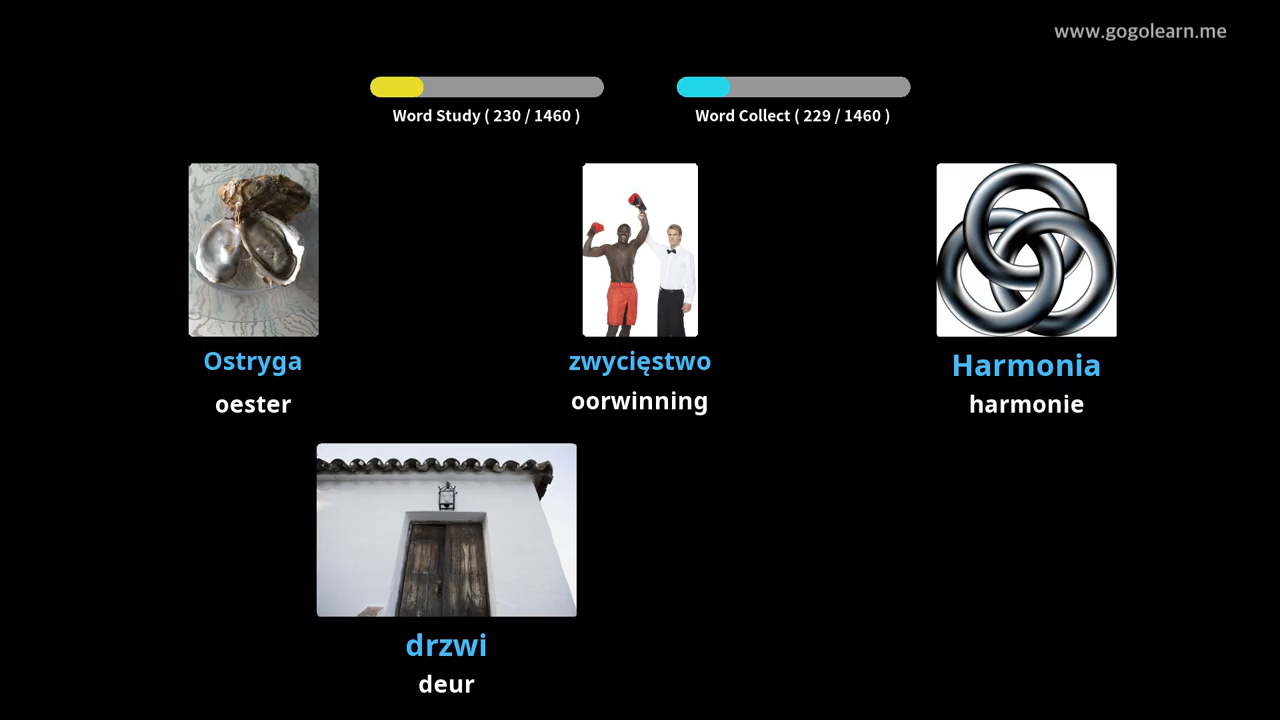 www.gogolearn.me
Word Study ( 230 / 1460 )
Word Collect ( 229 / 1460 )
Ostryga
oester
zwycięstwo
oorwinning
Harmonia
harmonie
drzwi
deur